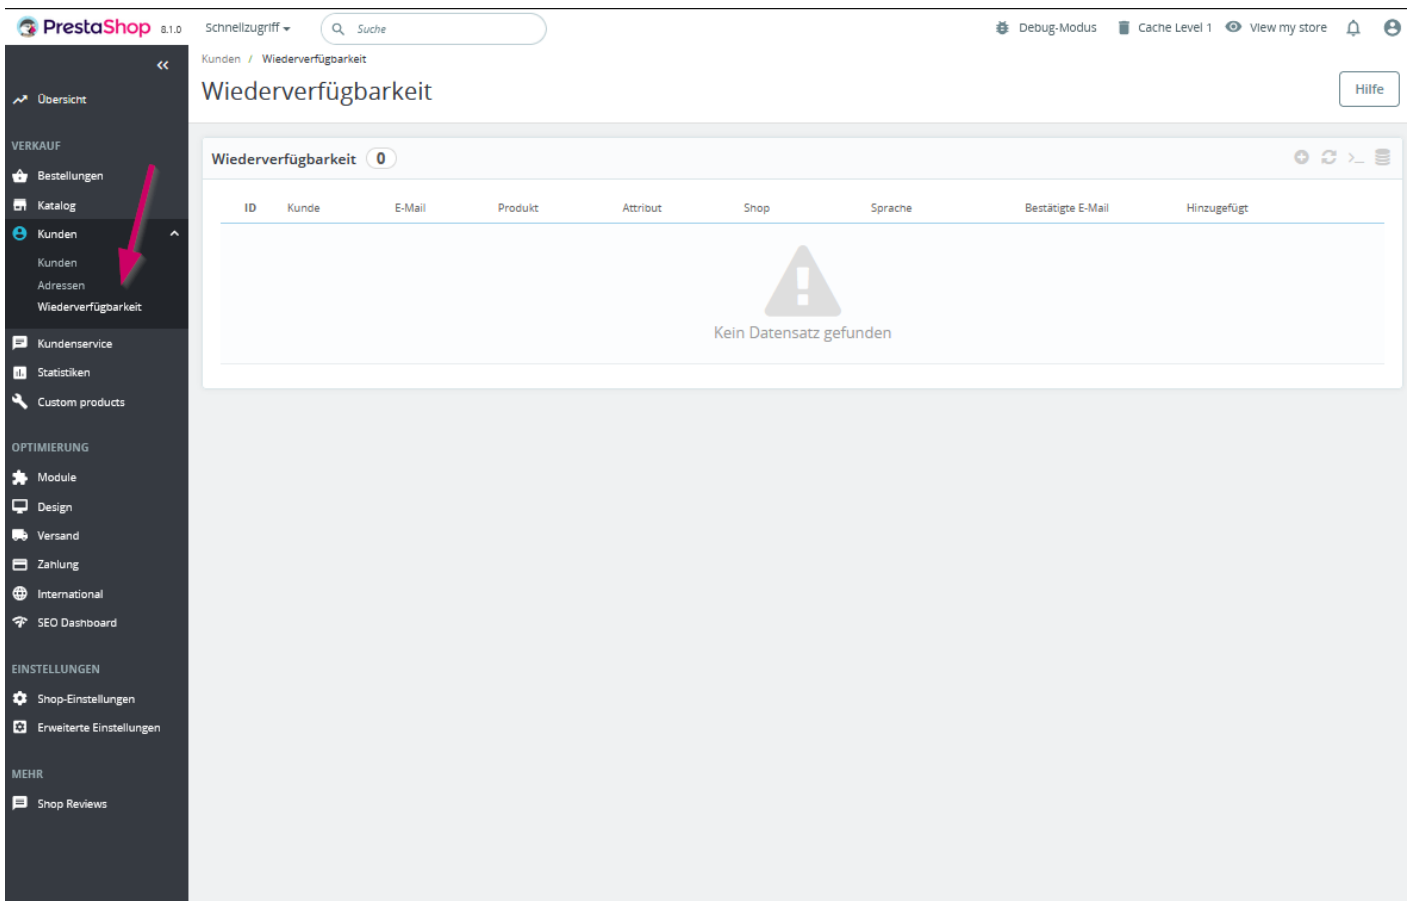 PrestaShop 8.1.0 Schnellzugriff Suche Debug-Modus Cache Level 1 View my store
Kunden / Wiederverfügbarkeit
Wiederverfügbarkeit
Hilfe
Übersicht
VERKAUF
Bestellungen
Katalog
Kunden
Kunden
Adressen
Wiederverfügbarkeit
Kundenservice
Statistiken
Custom products
OPTIMIERUNG
Module
Design
Versand
Zahlung
International
SEO Dashboard
EINSTELLUNGEN
Shop-Einstellungen
Erweiterte Einstellungen
MEHR
Shop Reviews
Wiederverfügbarkeit 0
ID Kunde E-Mail Produkt Attribut Shop Sprache Bestätigte E-Mail Hinzugefügt
Kein Datensatz gefunden